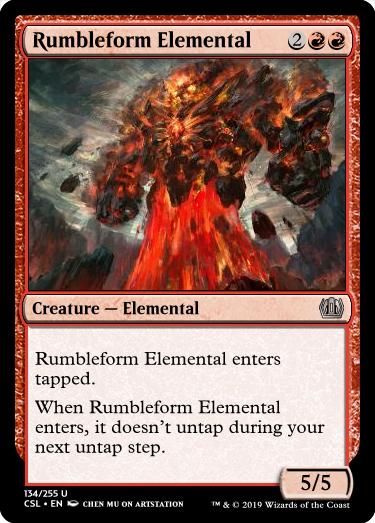 Rumbleform Elemental 2
Creature — Elemental
Rumbleform Elemental enters
tapped.
When Rumbleform Elemental
enters, it doesn't untap during your
next untap step.
5/5
134/255 U
CSL • EN CHEN MU ON ARTSTATION
™ & © 2019 Wizards of the Coast